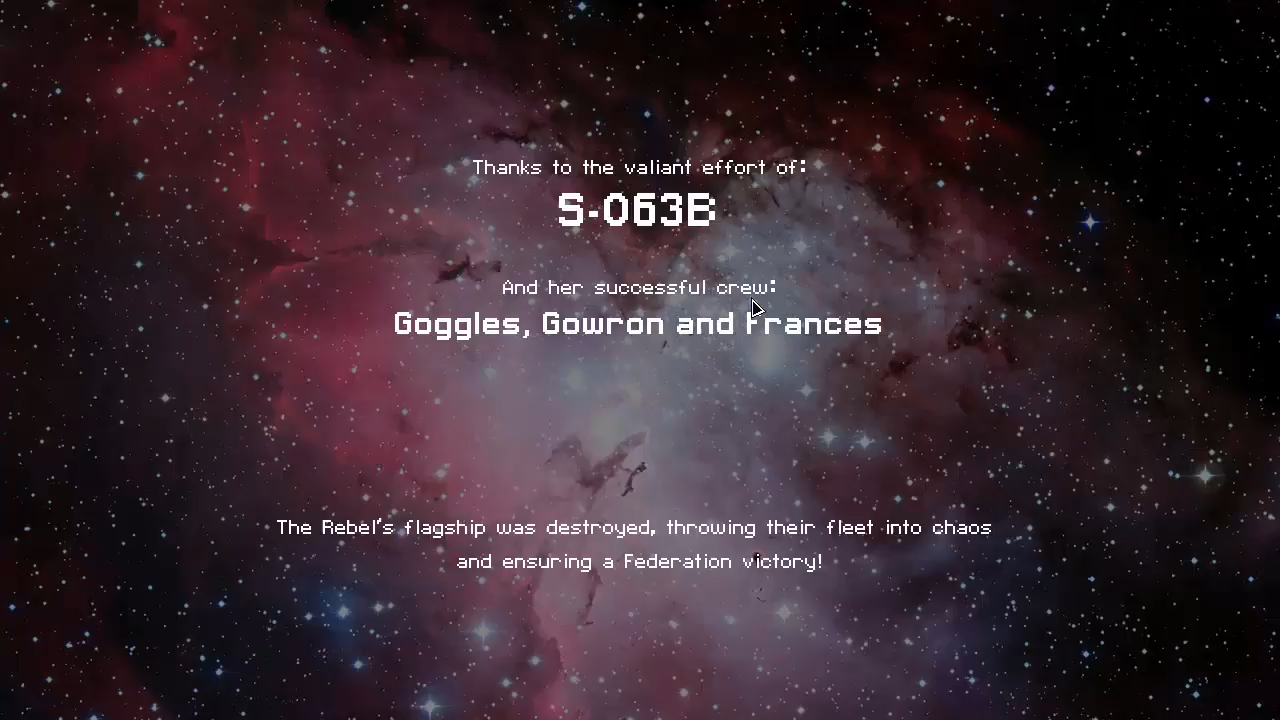 Thanks to the valiant effort of:
S-063B
And her successful crew:
Goggles, Gowron and Frances
The Rebel's flagship was destroyed, throwing their fleet into chaos
and ensuring a Federation victory!